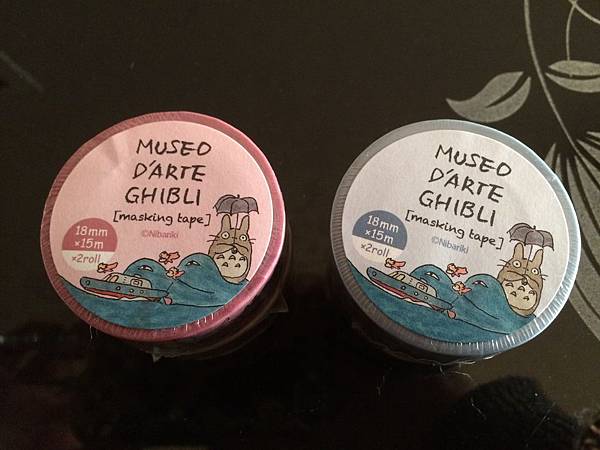 MUSEO
D'ARTE
GHIBLI
[masking tape]
©Nibariki
18mm
×15m
×2roll
MUSEO
D'ARTE
GHIBLI
[masking tape]
©Nibariki
18mm
×15m
×2roll